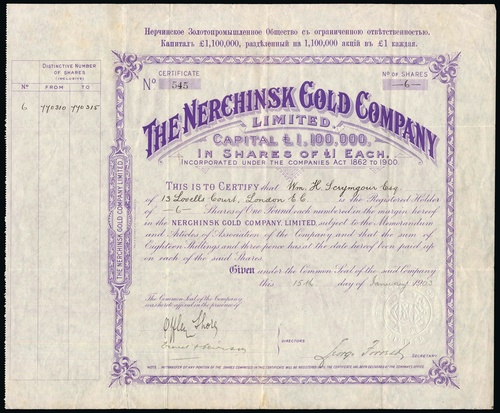 Нерчинское Золотопромышленное Общество съ ограниченною отвѣтственностью.
Капиталъ £1,100,000, раздѣленный на 1,100,000 акцій въ £1 каждая.
DISTINCTIVE NUMBER
OF SHARES
(INCLUSIVE)
No FROM TO
6 770310 770315
CERTIFICATE
No 545
No OF SHARES
—6—
THE NERCHINSK GOLD COMPANY
LIMITED.
CAPITAL £1,100,000,
IN SHARES OF £1 EACH.
INCORPORATED UNDER THE COMPANIES ACT 1862 TO 1900.
THIS IS TO CERTIFY that Wm. H. Scrymgour Esq.
of 13 Lovells Court, London E.C. is the Registered Holder
of —6— Shares of One Pound each numbered in the margin hereof
in the NERCHINSK GOLD COMPANY, LIMITED, subject to the Memorandum
and Articles of Association of the Company and that the sum of
Eighteen Shillings and three pence has at the date hereof been paid up
on each of the said Shares.
Given under the Common Seal of the said Company
this 15th day of January 1903
The Common Seal of the Company
was hereto affixed in the presence of
DIRECTORS
SECRETARY
NOTE.
THE NERCHINSK GOLD COMPANY, LIMITED.